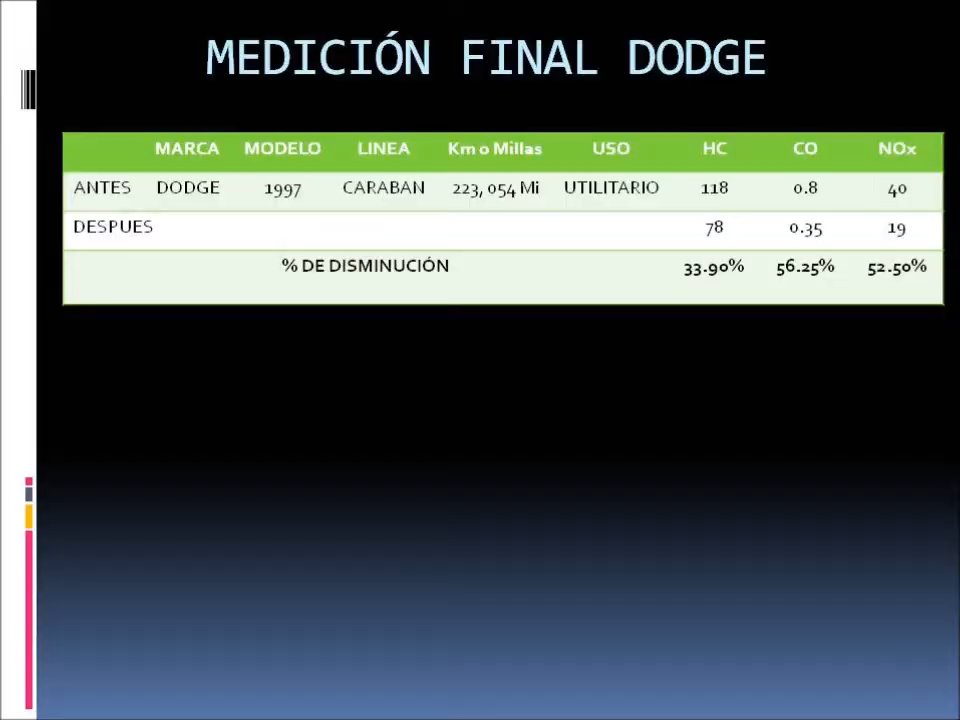 MEDICIÓN FINAL DODGE
MARCA MODELO LINEA Km o Millas USO HC CO NOx
ANTES DODGE 1997 CARABAN 223, 054 Mi UTILITARIO 118 0.8 40
DESPUES 78 0.35 19
% DE DISMINUCIÓN 33.90% 56.25% 52.50%